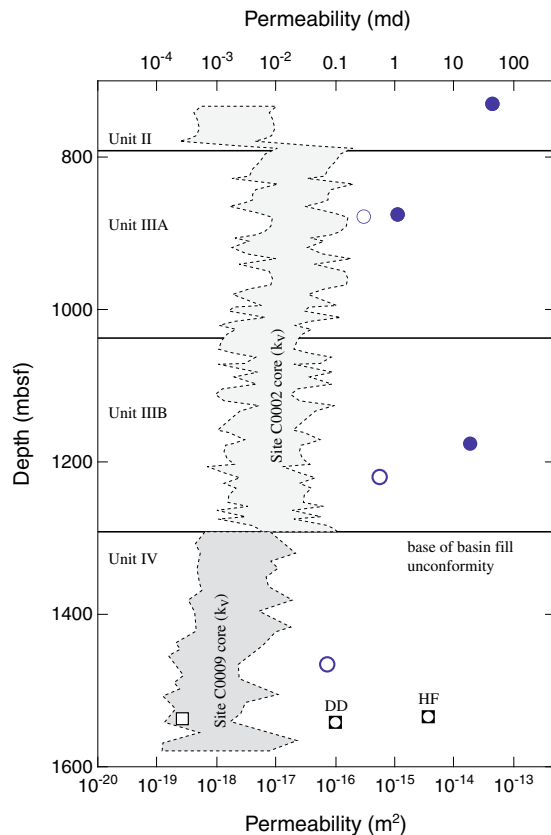 Permeability (md)
10⁻⁴ 10⁻³ 10⁻² 0.1 1 10 100
Unit II
800
Unit IIIA
1000
Site C0002 core (kᵥ)
Unit IIIB
Depth (mbsf)
1200
base of basin fill
unconformity
Unit IV
1400
Site C0009 core (kᵥ)
DD
HF
1600
10⁻²⁰ 10⁻¹⁹ 10⁻¹⁸ 10⁻¹⁷ 10⁻¹⁶ 10⁻¹⁵ 10⁻¹⁴ 10⁻¹³
Permeability (m²)